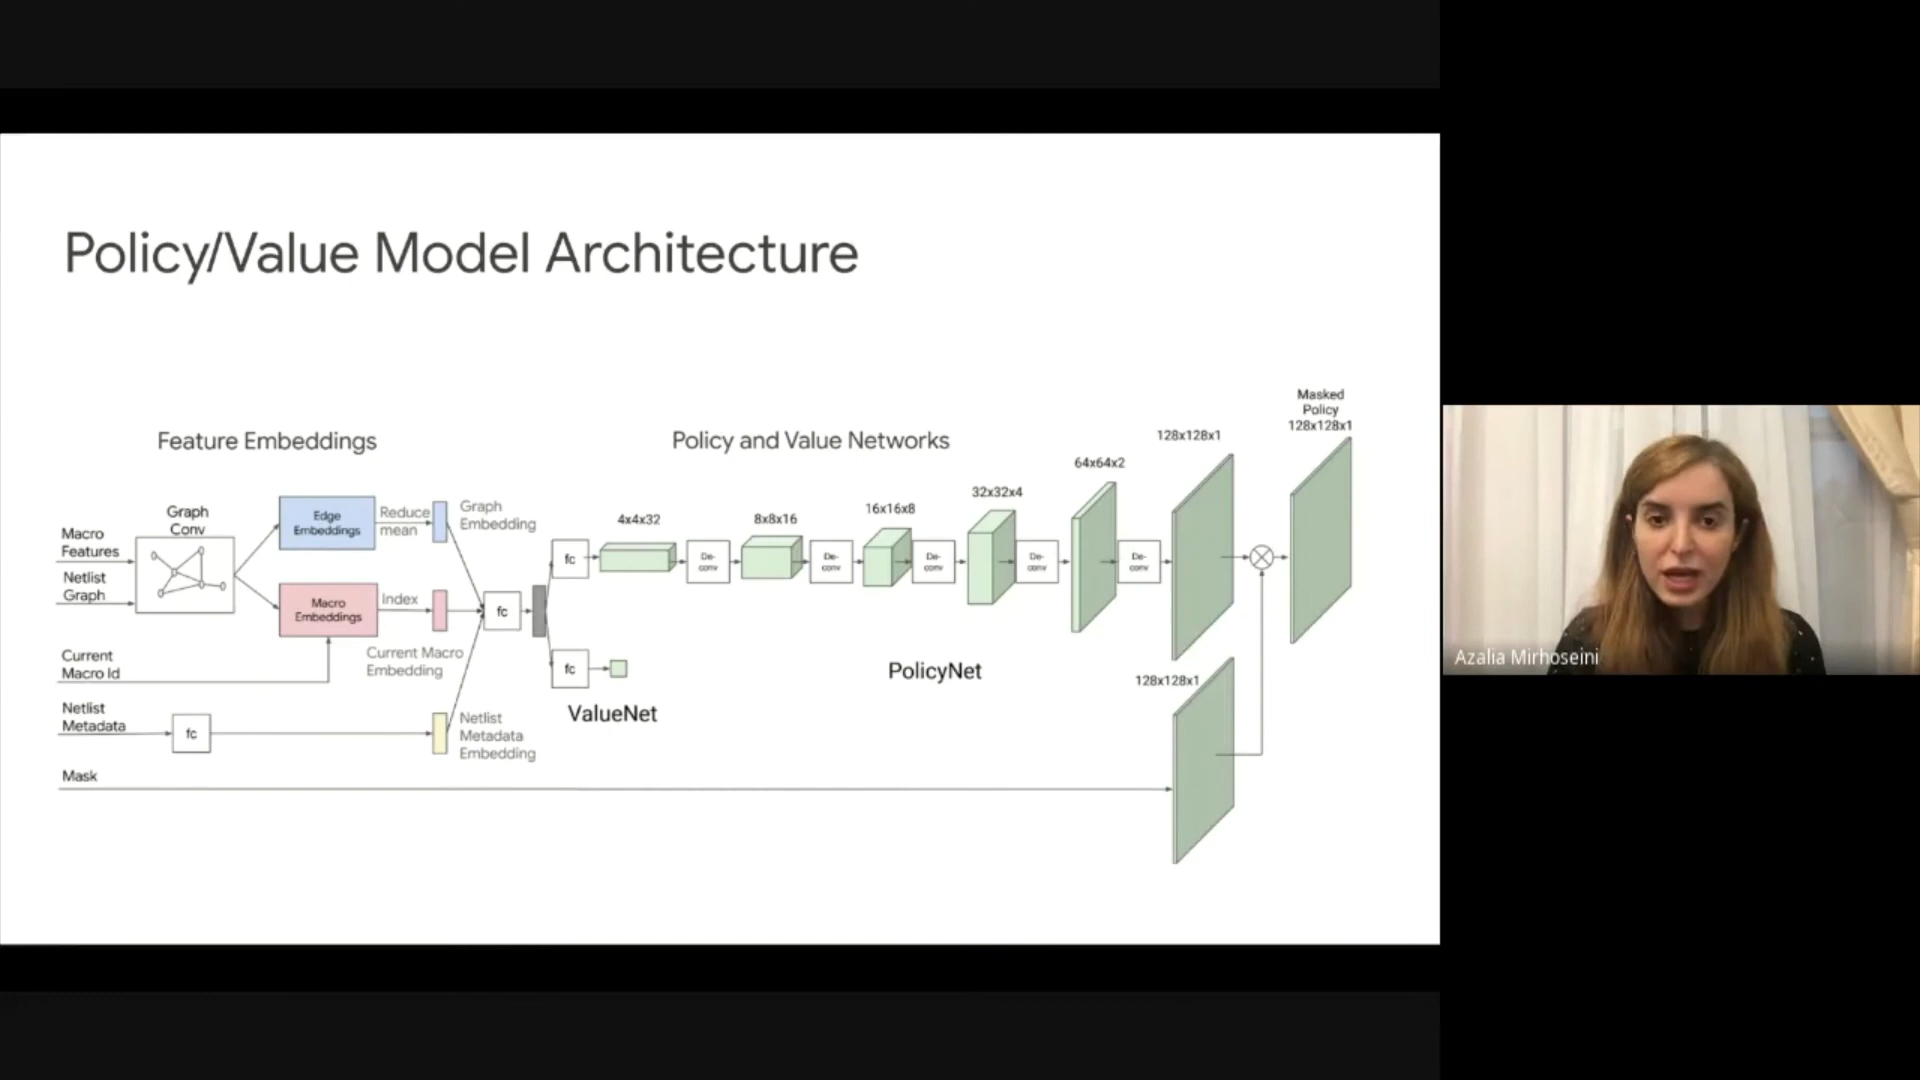 Policy/Value Model Architecture
Feature Embeddings
Policy and Value Networks
Macro
Features
Netlist
Graph
Graph
Conv
Edge
Embeddings
Reduce
mean
Graph
Embedding
Macro
Embeddings
Index
Current Macro
Embedding
Current
Macro Id
Netlist
Metadata
fc
Netlist
Metadata
Embedding
Mask
fc
fc
fc
ValueNet
4x4x32
De-
conv
8x8x16
De-
conv
16x16x8
De-
conv
32x32x4
De-
conv
64x64x2
De-
conv
128x128x1
Masked
Policy
128x128x1
PolicyNet
128x128x1
Azalia Mirhoseini